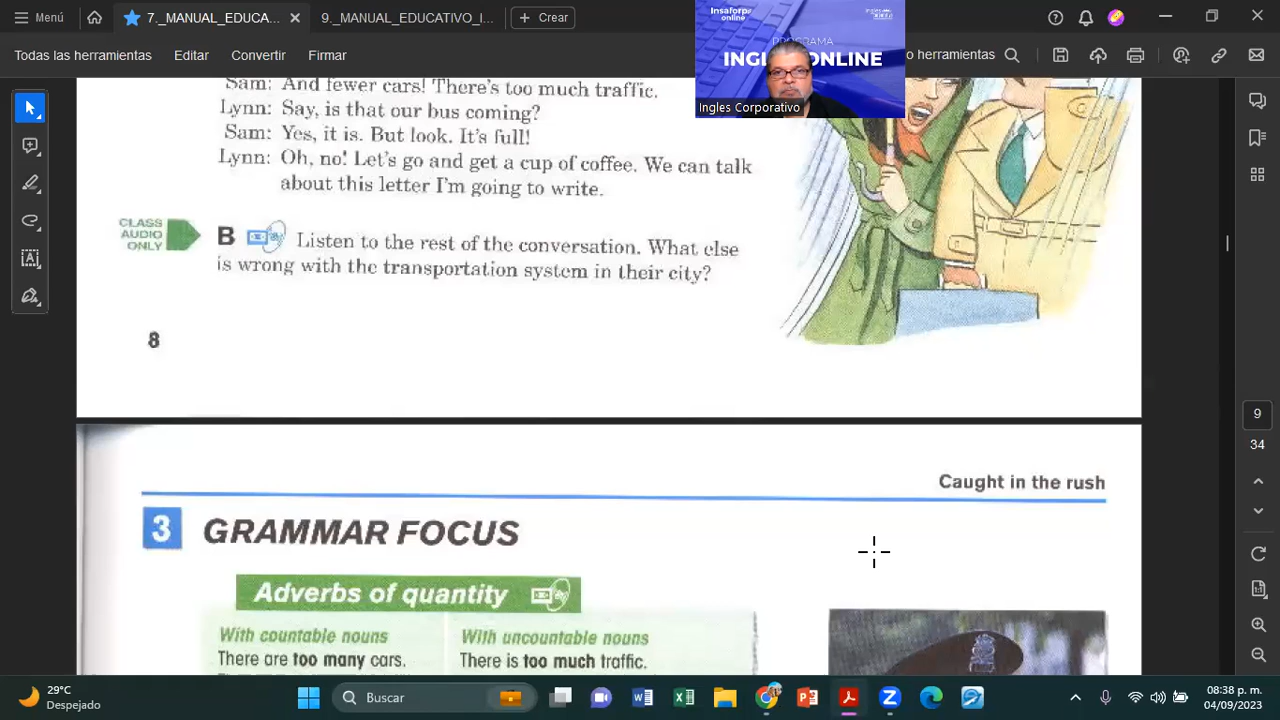 Menú
7._MANUAL_EDUCA...
9._MANUAL_EDUCATIVO_I...
Crear
Insaforp
online
PROGRAMA
INGL ONLINE
Ingles Corporativo
Editar
Convertir
Firmar
herramientas
o herramientas
Sam: And fewer cars! There's too much traffic.
Lynn: Say, is that our bus coming?
Sam: Yes, it is. But look. It's full!
Lynn: Oh, no! Let's go and get a cup of coffee. We can talk
about this letter I'm going to write.
CLASS
AUDIO
ONLY
B Listen to the rest of the conversation. What else
is wrong with the transportation system in their city?
8
9
34
Caught in the rush
3 GRAMMAR FOCUS
Adverbs of quantity
With countable nouns
With uncountable nouns
There are too many cars.
There is too much traffic.
29°C
Despejado
Buscar
08:38 p. m.
04/09/2023